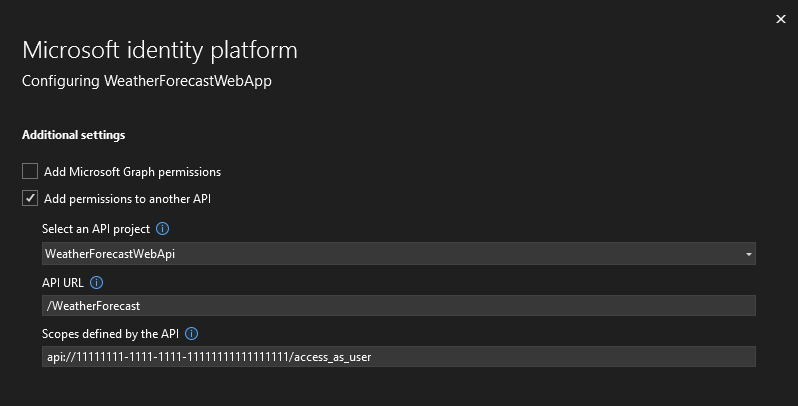 Microsoft identity platform
Configuring WeatherForecastWebApp
Additional settings
Add Microsoft Graph permissions
Add permissions to another API
Select an API project
WeatherForecastWebApi
API URL
/WeatherForecast
Scopes defined by the API
api://11111111-1111-1111-11111111111111111/access_as_user